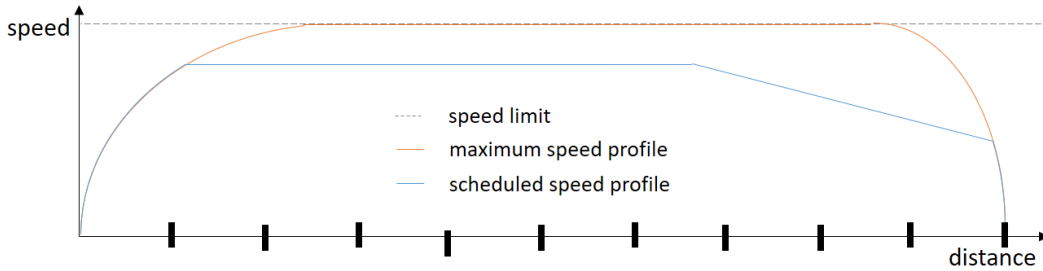 speed
speed limit
maximum speed profile
scheduled speed profile
distance